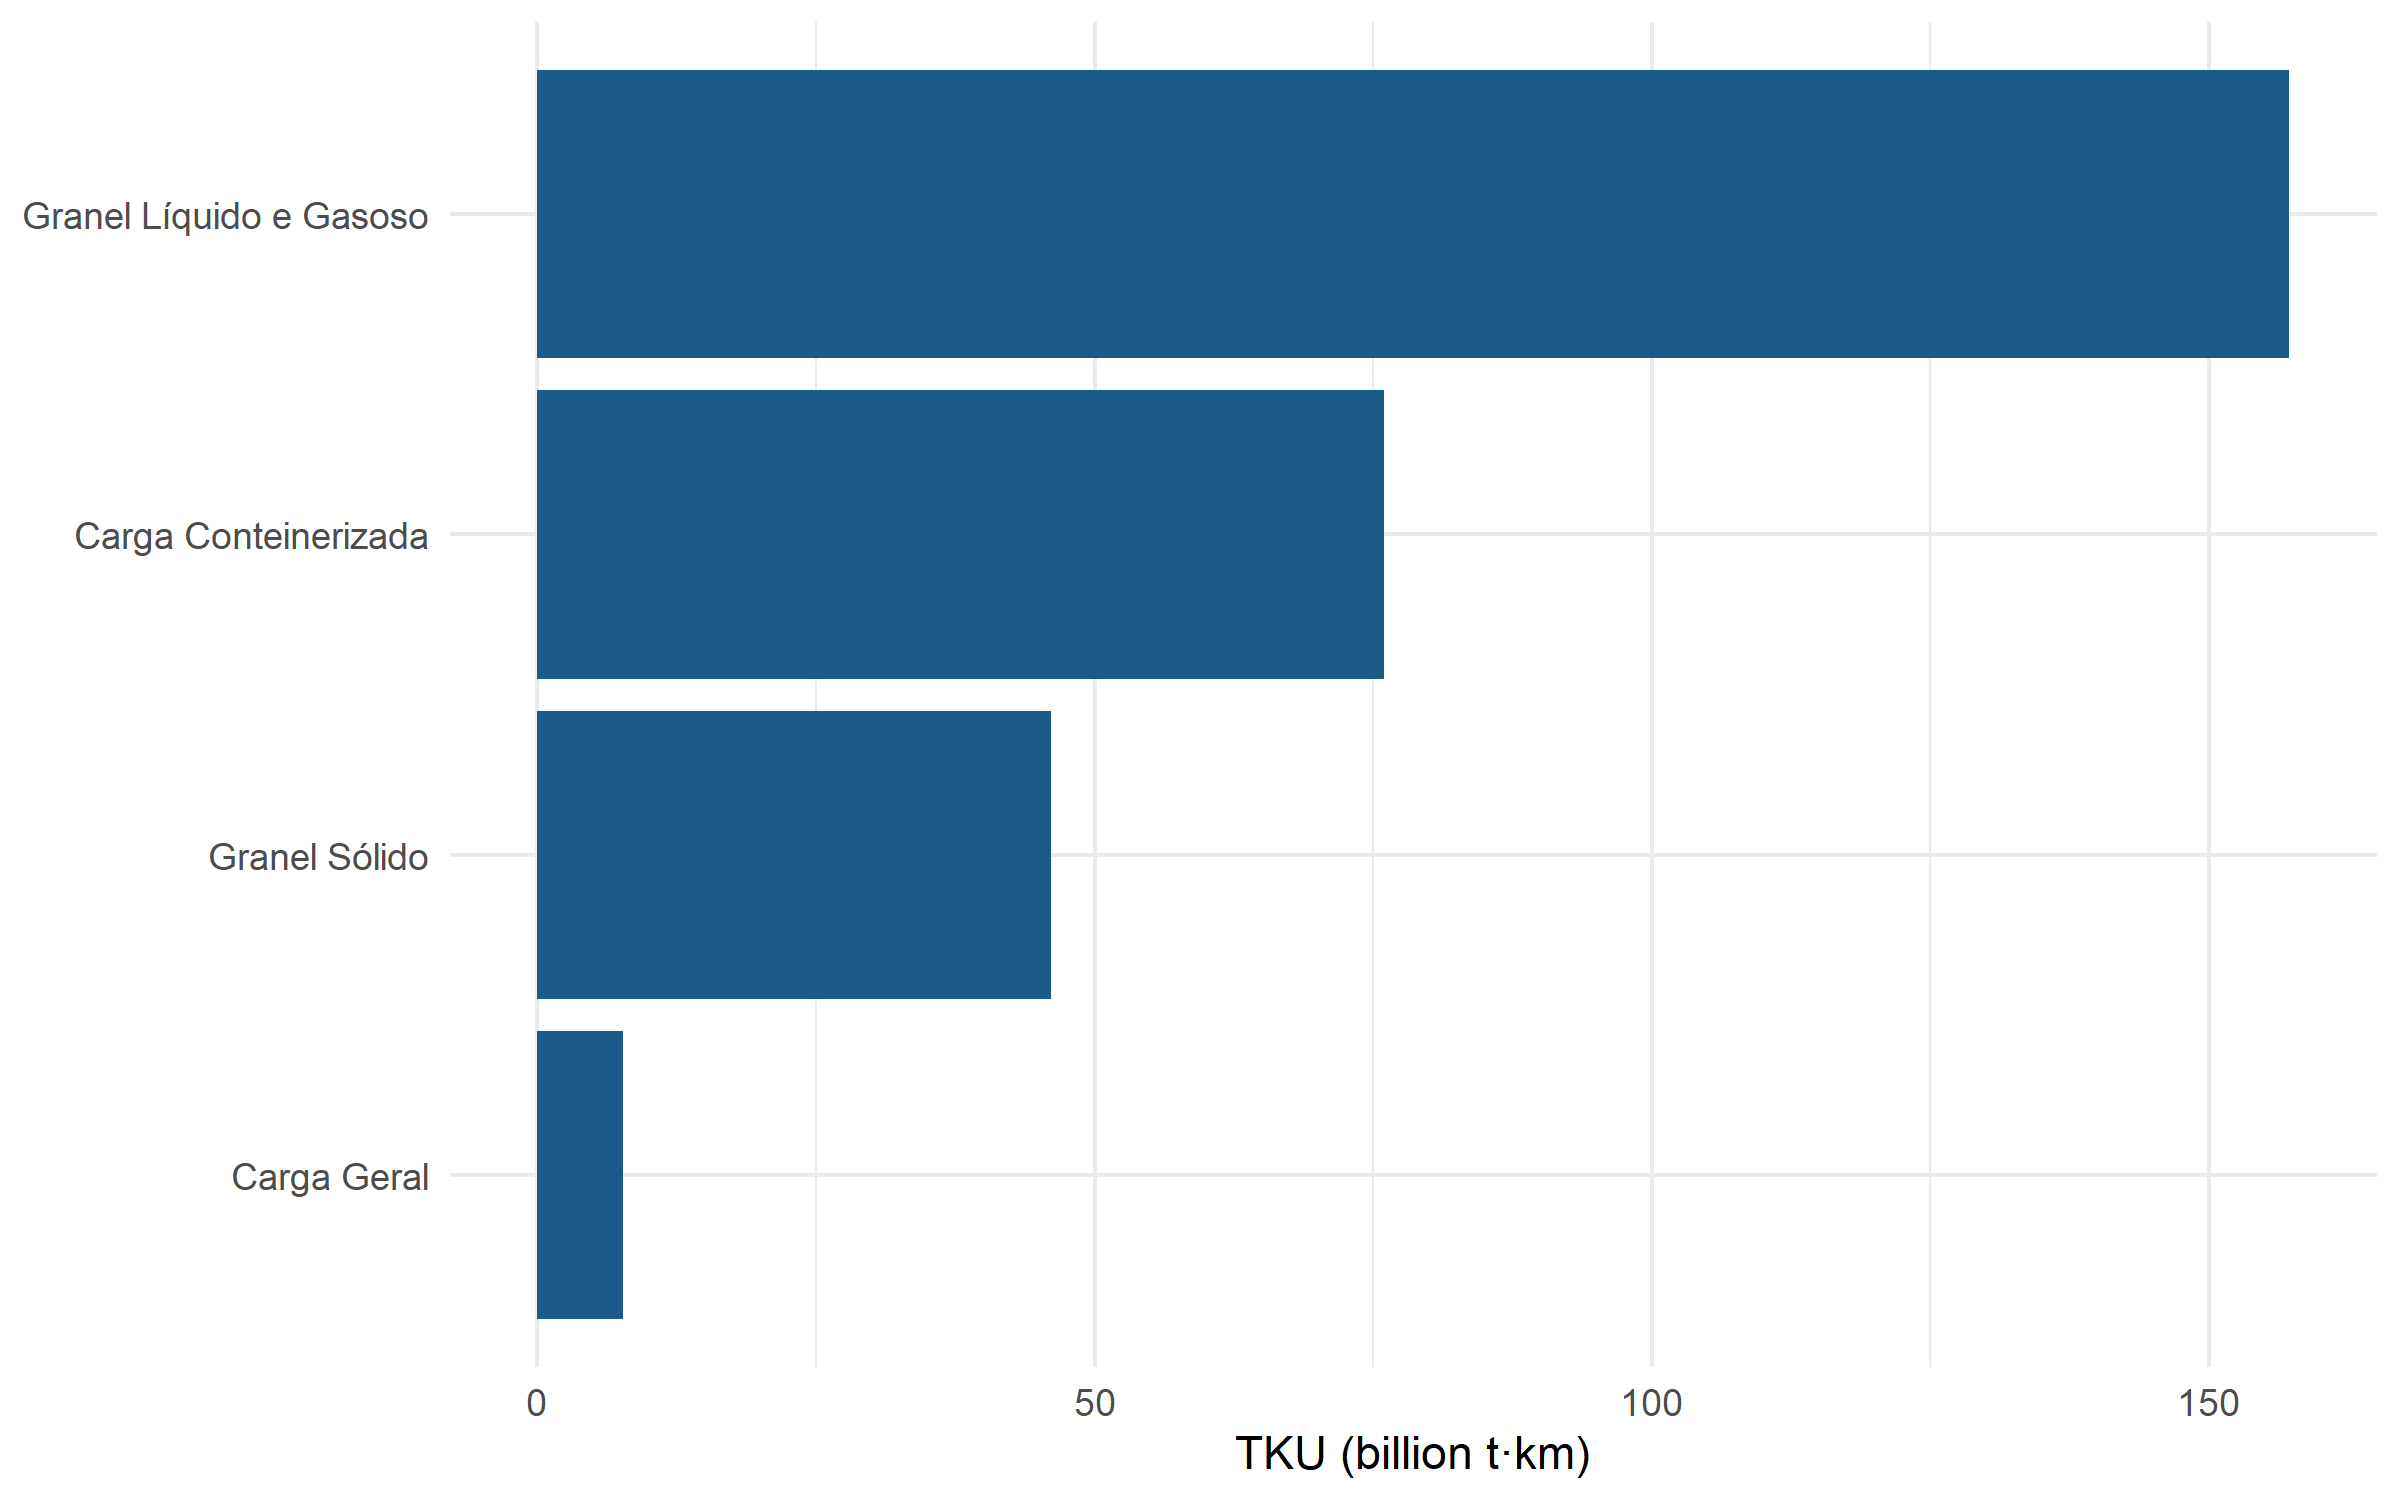 Granel Líquido e Gasoso
Carga Conteinerizada
Granel Sólido
Carga Geral
0 50 100 150
TKU (billion t·km)